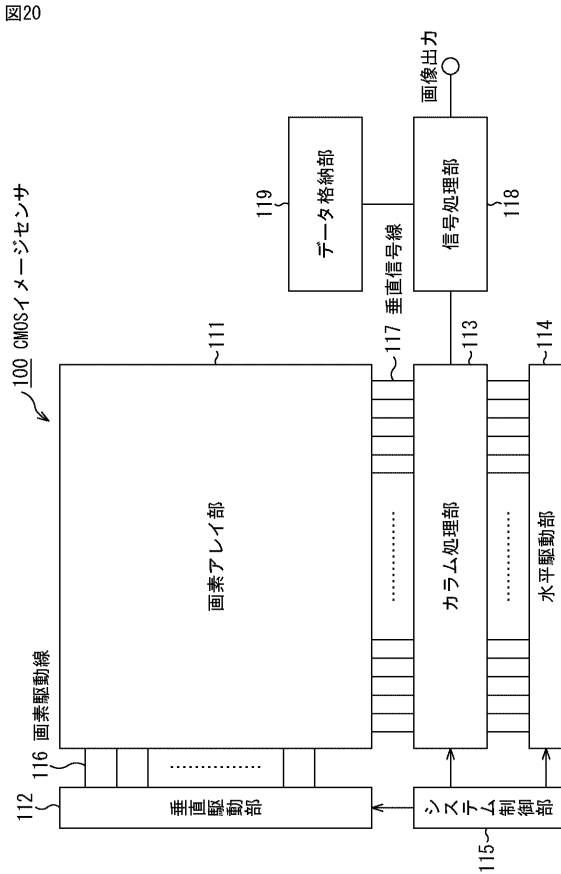 図20
100 CMOSイメージセンサ
画素駆動線
116
112
垂直駆動部
111
画素アレイ部
117
垂直信号線
119
データ格納部
画像出力
信号処理部
118
113
カラム処理部
114
水平駆動部
システム制御部
115